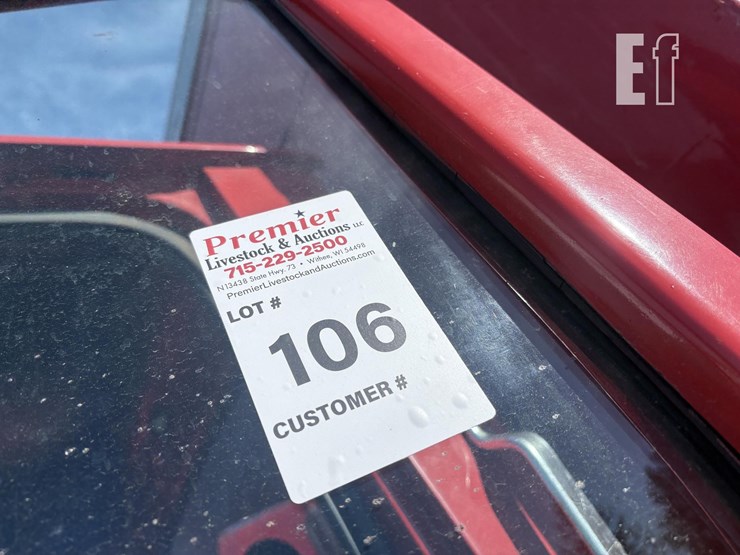 Ef
Premier
Livestock & Auctions LLC
715-229-2500
N13438 State Hwy. 73 • Withee, WI 54498
PremierLivestockandAuctions.com
LOT #
106
CUSTOMER #